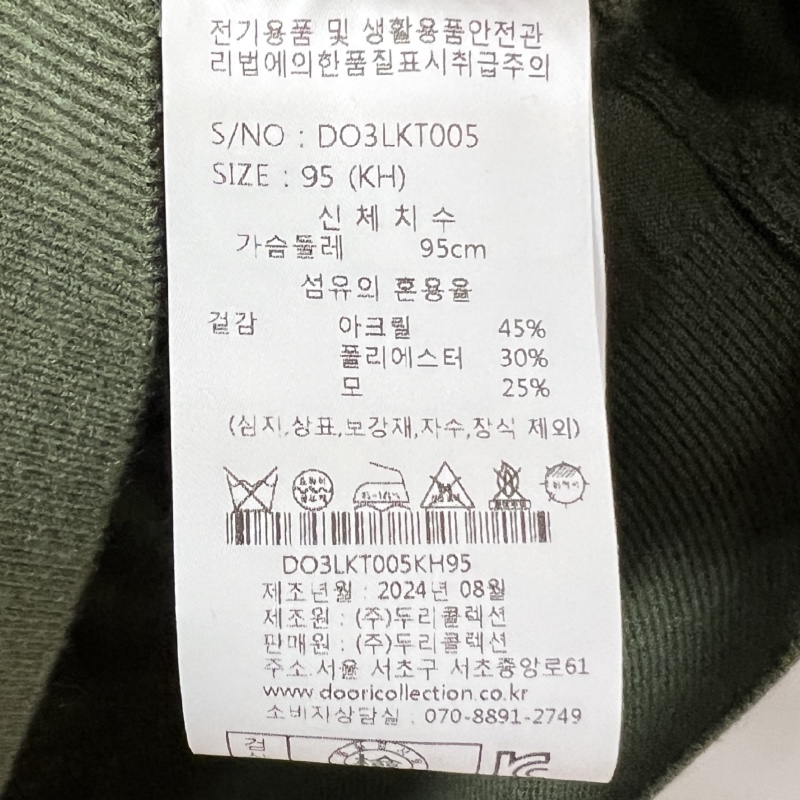 전기용품 및 생활용품안전관
리법에의한품질표시취급주의
S/NO : DO3LKT005
SIZE : 95 (KH)
신 체 치 수
가슴둘레 95cm
섬유의 혼용율
겉감 아크릴 45%
폴리에스터 30%
모 25%
(심지,상표,보강재,자수,장식 제외)
DO3LKT005KH95
제조년월 : 2024년 08월
제조원 : (주)두리콜렉션
판매원 : (주)두리콜렉션
주소.서울 서초구 서초중앙로61
www.dooricollection.co.kr
소비자상담실 : 070-8891-2749